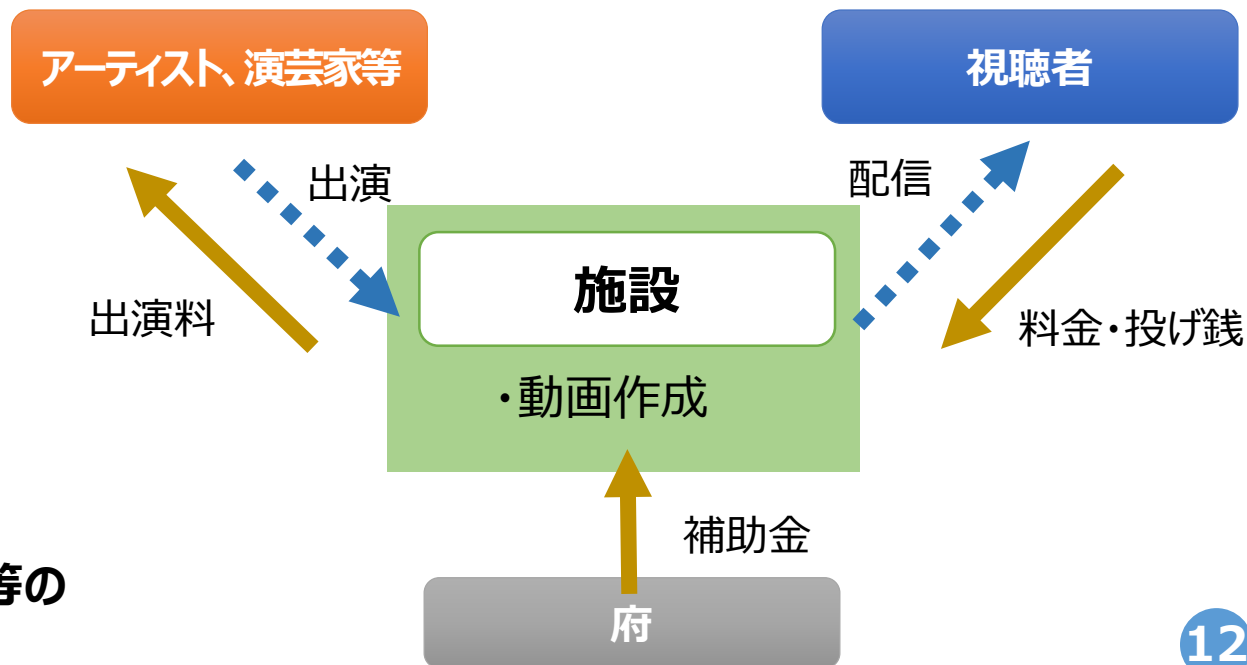 アーティスト、演芸家等
視聴者
出演
配信
施設
出演料
料金・投げ銭
・動画作成
補助金
等の
府
12